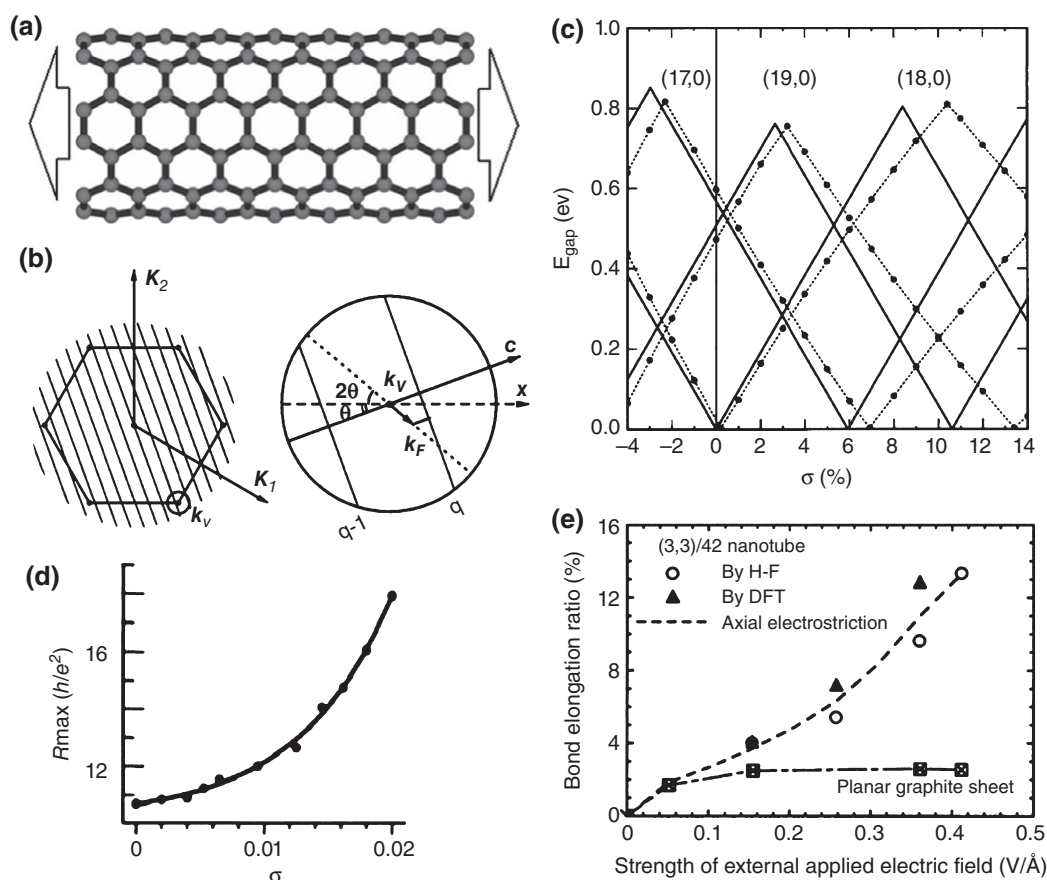 (a)
(b)
K₂
K₁
kᵥ
2θ
θ
k_V
k_F
c
x
q-1
q
(c)
(17,0) (19,0) (18,0)
E_gap (ev)
1.0
0.8
0.6
0.4
0.2
0.0
–4 –2 0 2 4 6 8 10 12 14
σ (%)
(d)
Rmax (h/e²)
16
12
0 0.01 0.02
σ
(e)
Bond elongation ratio (%)
16
12
8
4
0
(3,3)/42 nanotube
By H-F
By DFT
Axial electrostriction
Planar graphite sheet
0 0.1 0.2 0.3 0.4 0.5
Strength of external applied electric field (V/Å)